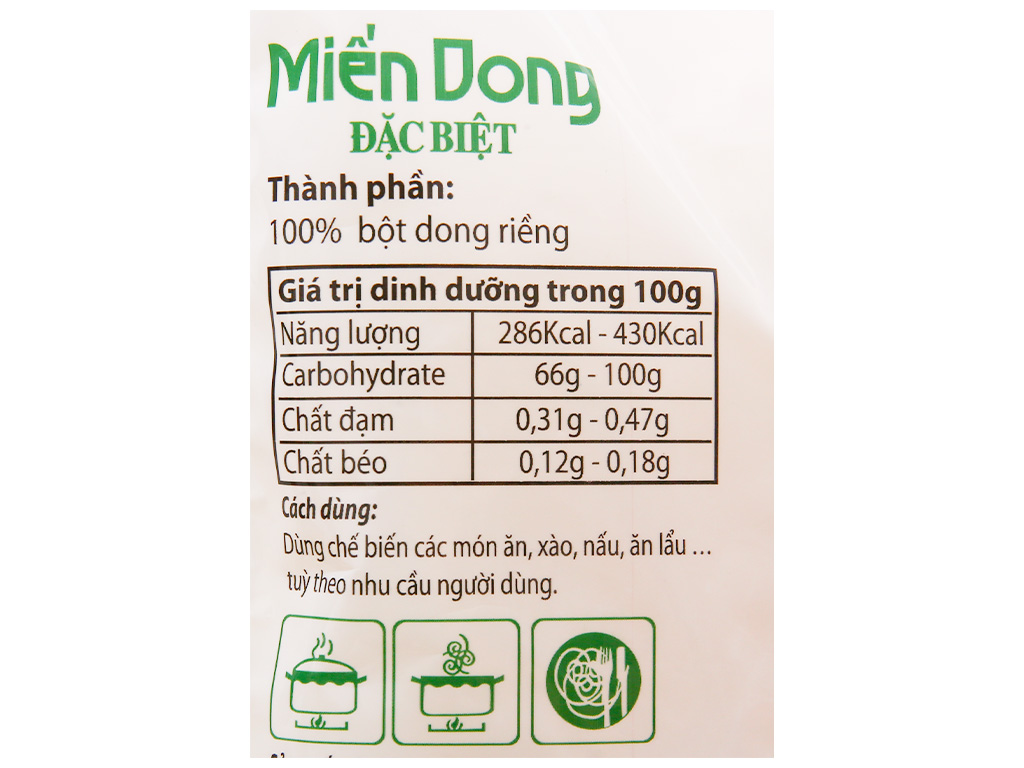 Miến Dong
ĐẶC BIỆT
Thành phần:
100% bột dong riềng
Giá trị dinh dưỡng trong 100g
Năng lượng 286Kcal - 430Kcal
Carbohydrate 66g - 100g
Chất đạm 0,31g - 0,47g
Chất béo 0,12g - 0,18g
Cách dùng:
Dùng chế biến các món ăn, xào, nấu, ăn lẩu ...
tuỳ theo nhu cầu người dùng.